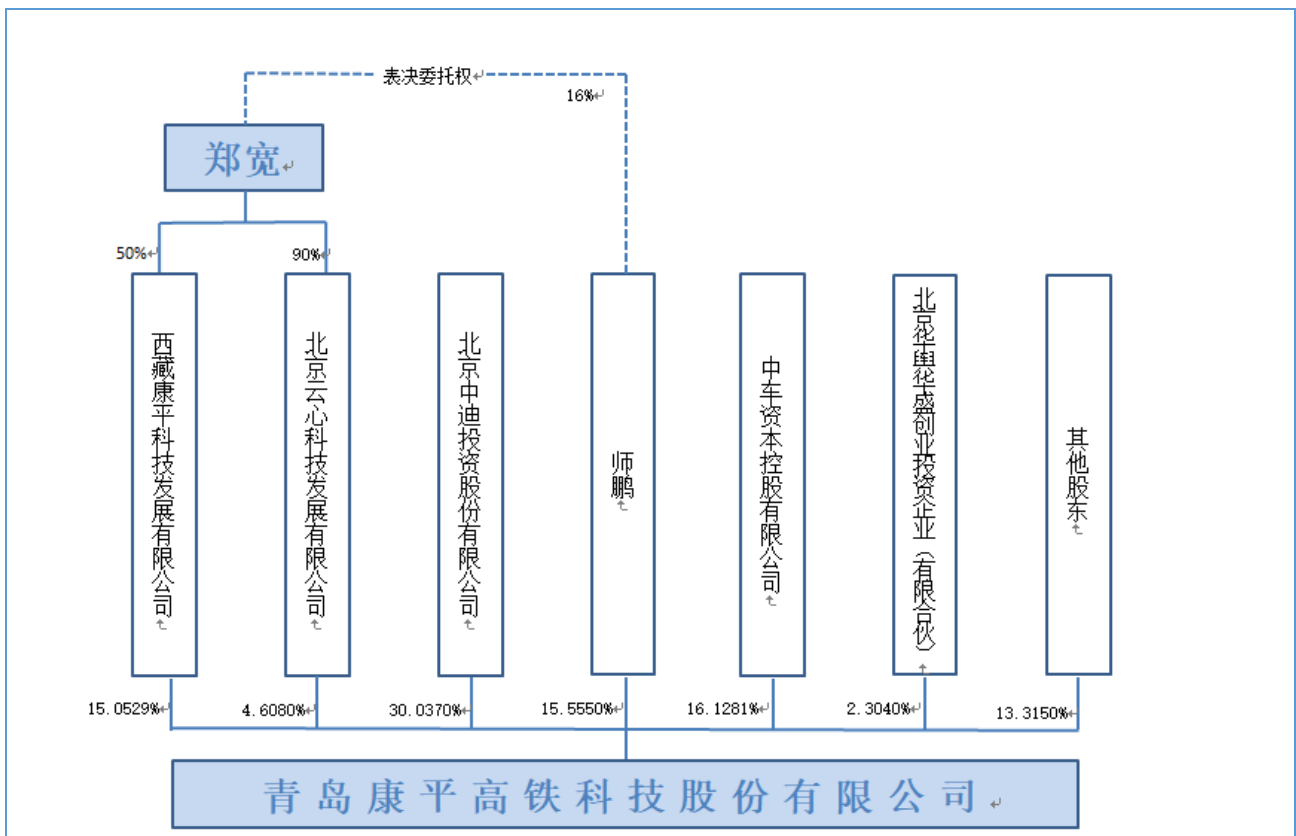 表决委托权
16%
郑宽
50%
90%
西藏康平科技发展有限公司
北京云心科技发展有限公司
北京中迪投资股份有限公司
师鹏
中车资本控股有限公司
北京华舆华盛创业投资企业（有限合伙）
其他股东
15.0529%
4.6080%
30.0370%
15.5550%
16.1281%
2.3040%
13.3150%
青岛康平高铁科技股份有限公司